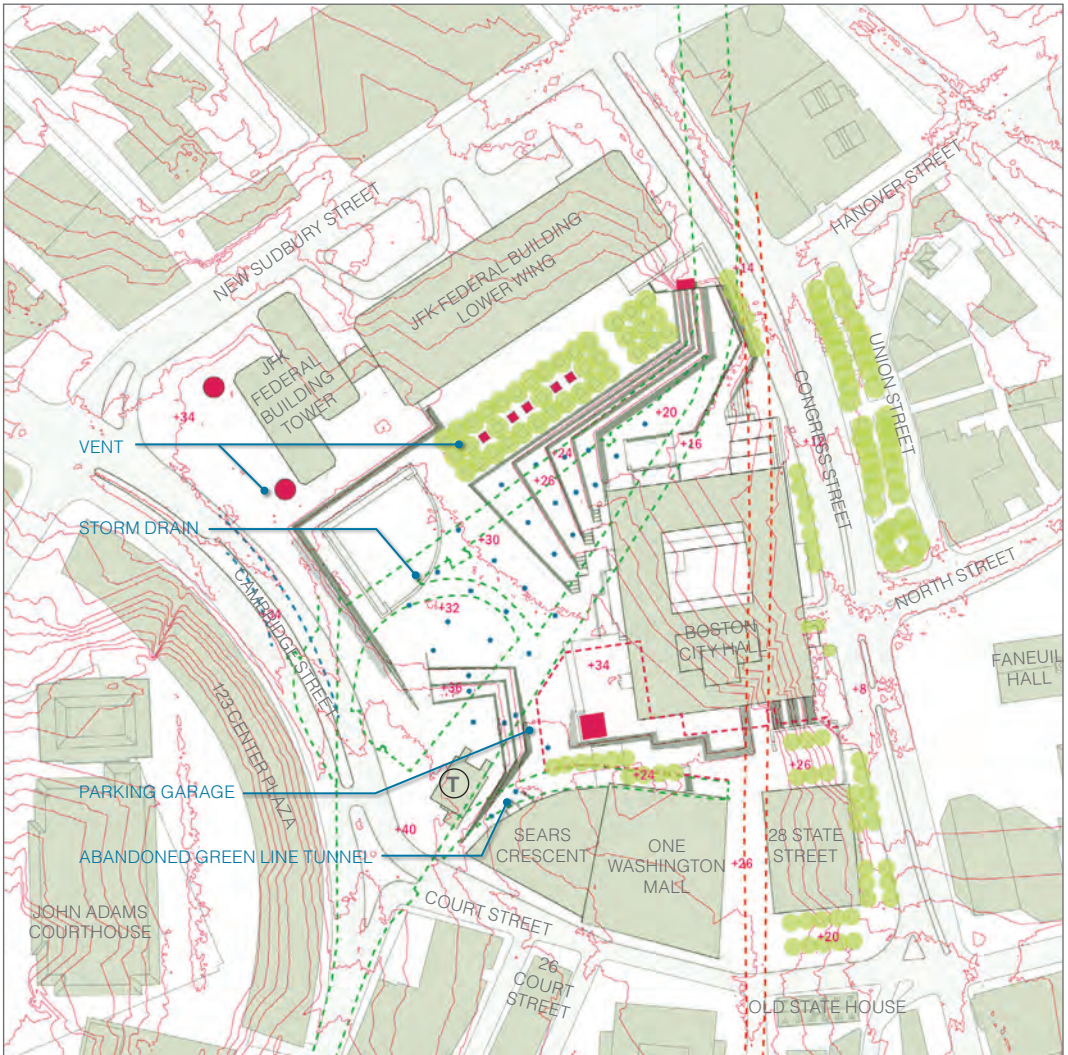 HANOVER STREET
NEW SUDBURY STREET
JFK FEDERAL BUILDING
LOWER WING
+14
UNION STREET
JFK
FEDERAL
BUILDING
TOWER
CONGRESS STREET
+34
+20
+16
VENT
+24
+26
STORM DRAIN
+30
NORTH STREET
CAMBRIDGE STREET
+32
BOSTON
CITY HALL
+34
FANEUIL
HALL
+36
+8
123 CENTER PLAZA
+26
+24
T
PARKING GARAGE
+40
SEARS
CRESCENT
ONE
WASHINGTON
MALL
28 STATE
STREET
ABANDONED GREEN LINE TUNNEL
+26
JOHN ADAMS
COURTHOUSE
COURT STREET
+20
26
COURT
STREET
OLD STATE HOUSE